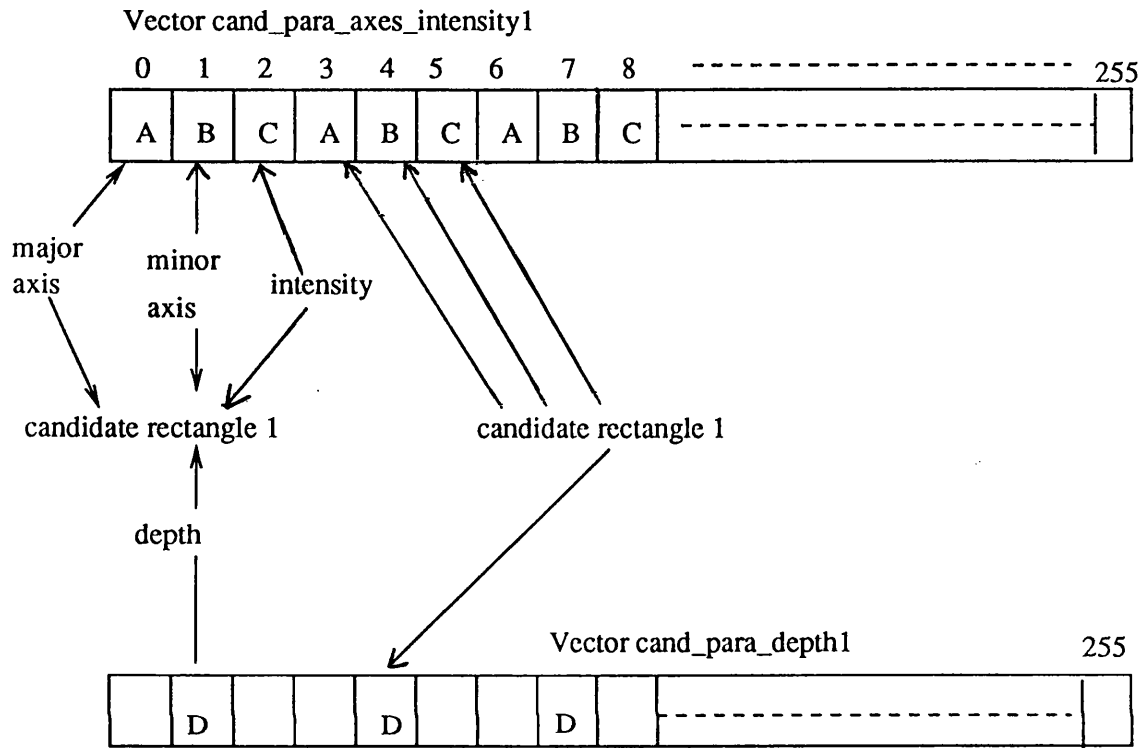 Vector cand_para_axes_intensity1
0 1 2 3 4 5 6 7 8 255
A B C A B C A B C
major
axis
minor
axis
intensity
candidate rectangle 1
candidate rectangle 1
depth
Vector cand_para_depth1
255
D D D